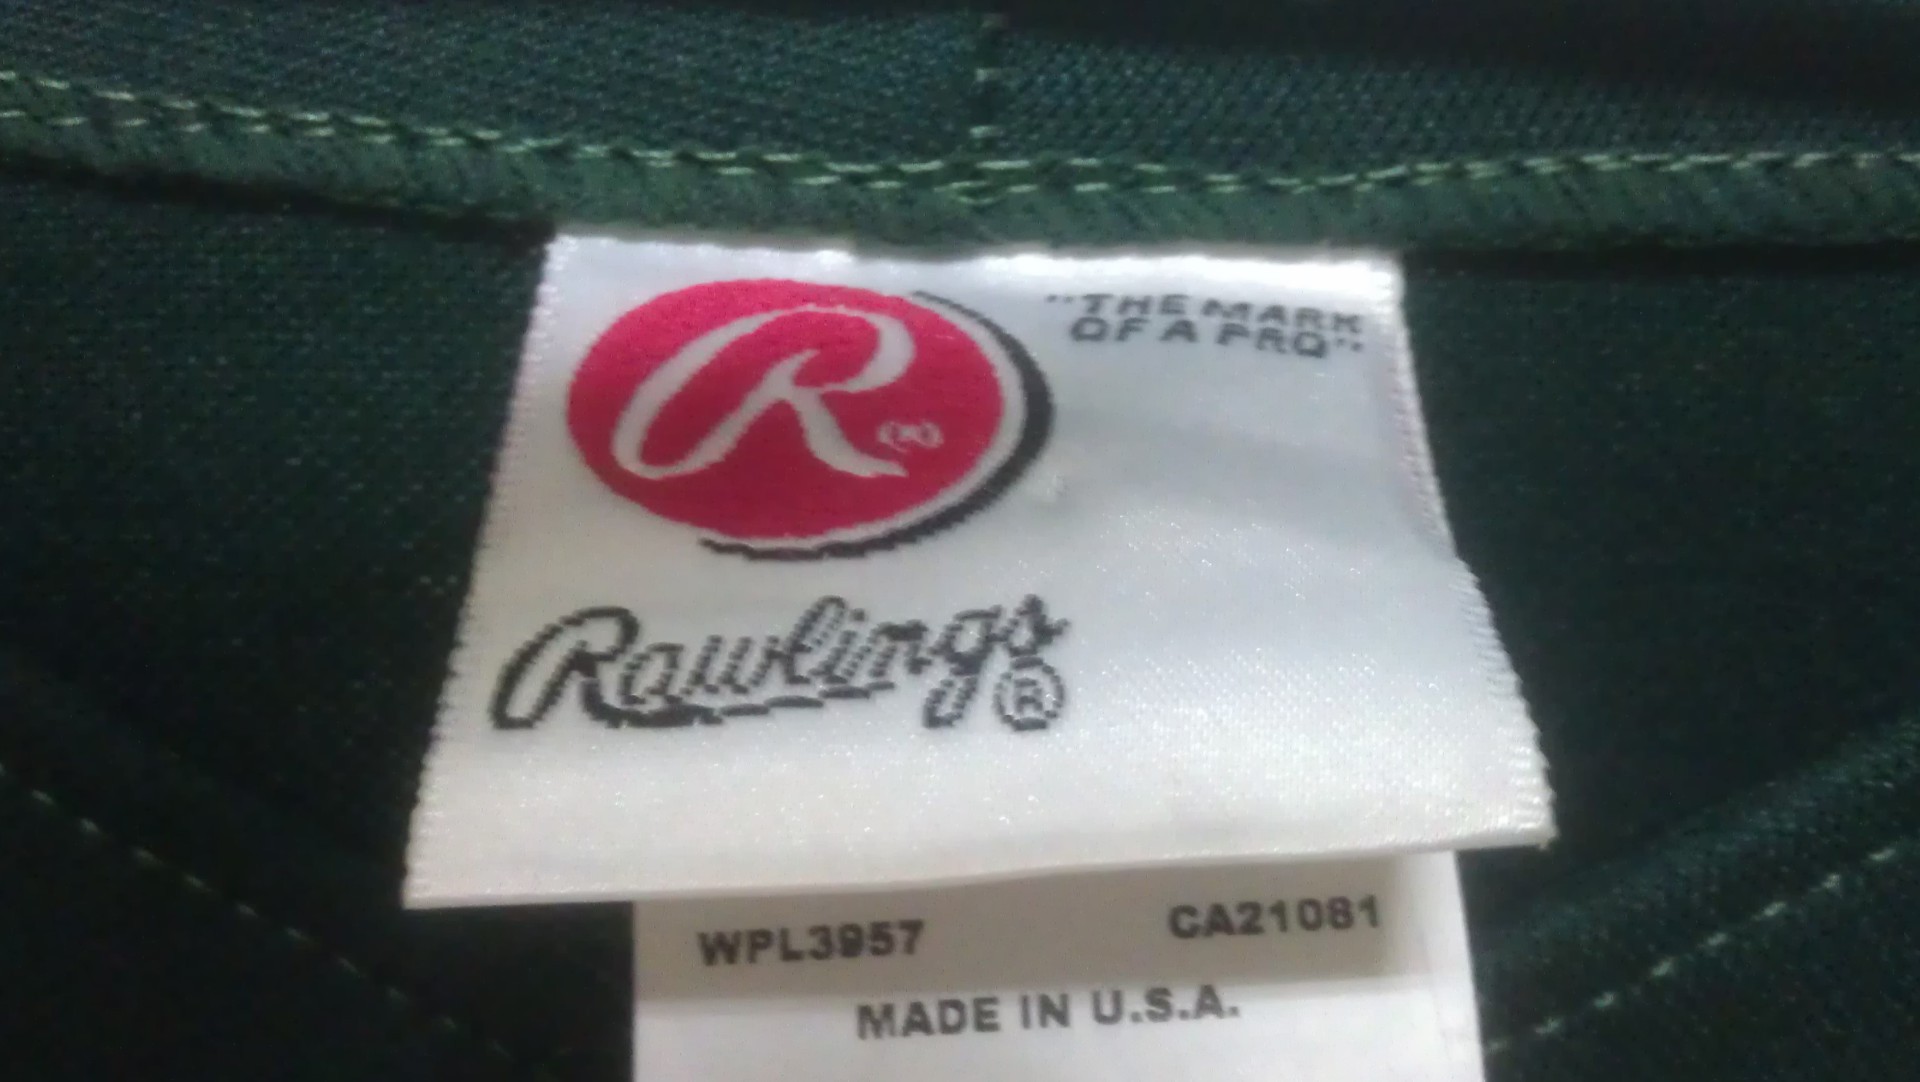 "THE MARK
OF A PRO"
R ®
Rawlings®
WPL3957 CA21081
MADE IN U.S.A.